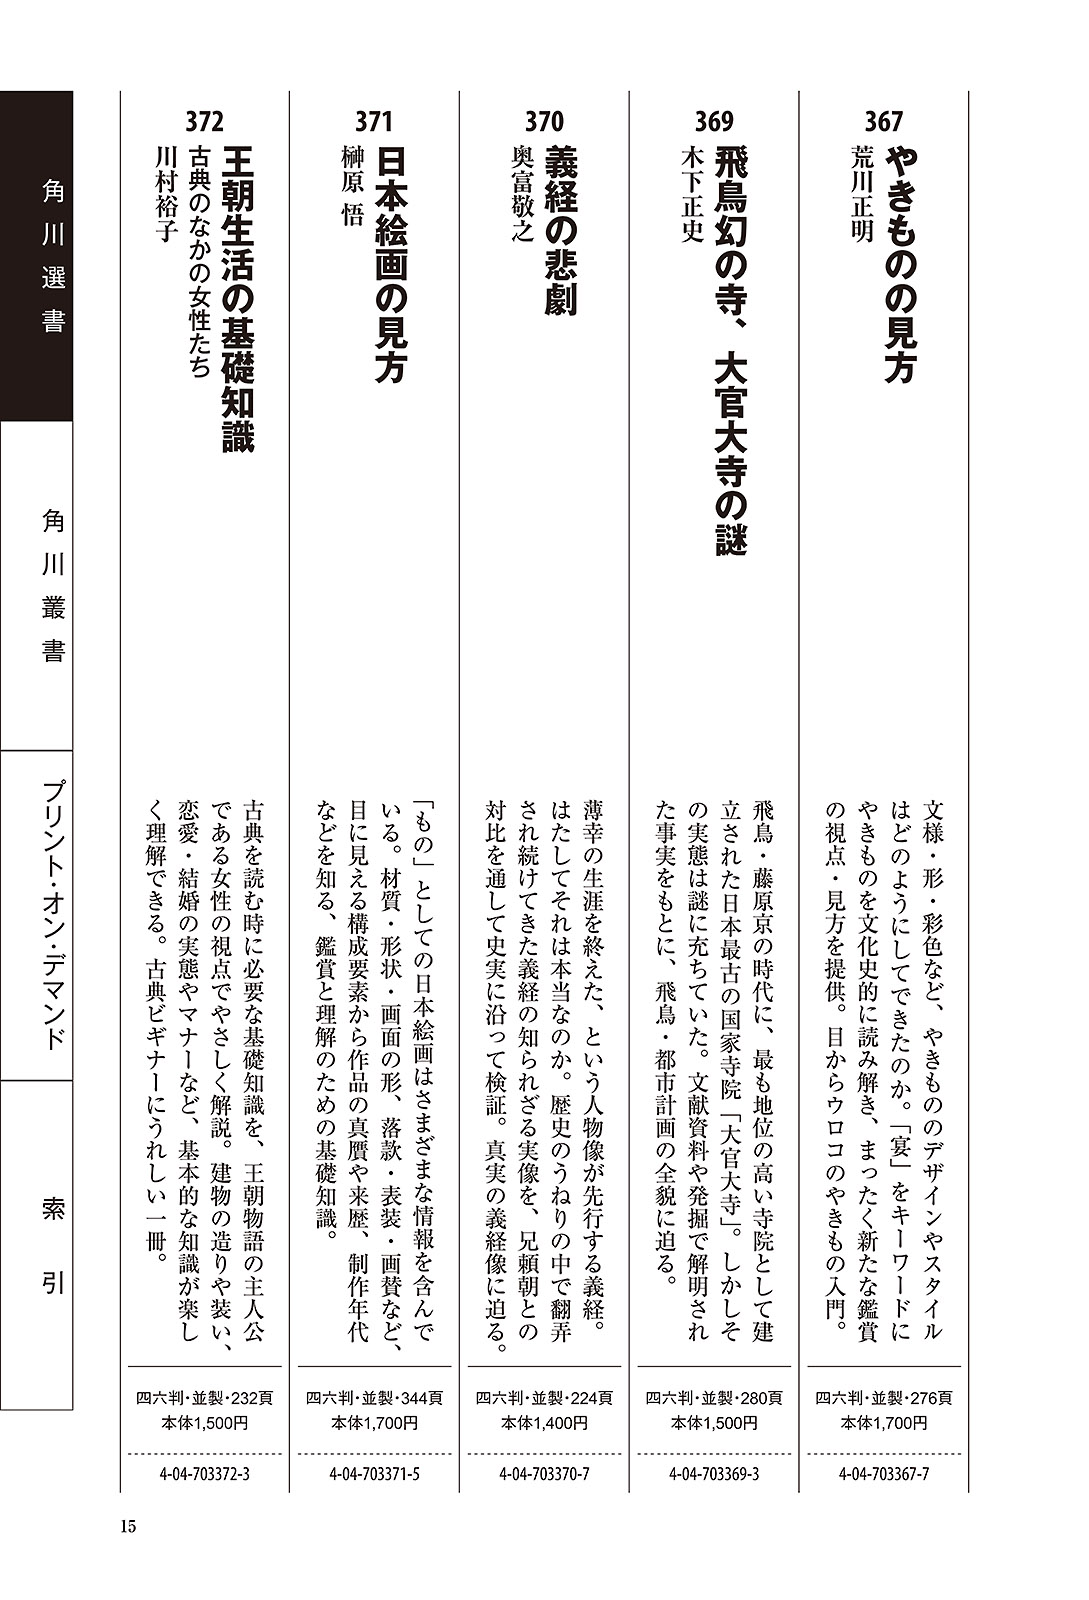 367
やきものの見方
荒川正明
文様・形・彩色など、やきもののデザインやスタイル
はどのようにしてできたのか。「宴」をキーワードに
やきものを文化史的に読み解き、まったく新たな鑑賞
の視点・見方を提供。目からウロコのやきもの入門。
四六判・並製・276頁
本体1,700円
4-04-703367-7
369
飛鳥幻の寺、大官大寺の謎
木下正史
飛鳥・藤原京の時代に、最も地位の高い寺院として建
立された日本最古の国家寺院「大官大寺」。しかしそ
の実態は謎に充ちていた。文献資料や発掘で解明され
た事実をもとに、飛鳥・都市計画の全貌に迫る。
四六判・並製・280頁
本体1,500円
4-04-703369-3
370
義経の悲劇
奥富敬之
薄幸の生涯を終えた、という人物像が先行する義経。
はたしてそれは本当なのか。歴史のうねりの中で翻弄
され続けてきた義経の知られざる実像を、兄頼朝との
対比を通して史実に沿って検証。真実の義経像に迫る。
四六判・並製・224頁
本体1,400円
4-04-703370-7
371
日本絵画の見方
榊原 悟
「もの」としての日本絵画はさまざまな情報を含んで
いる。材質・形状・画面の形、落款・表装・画賛など、
目に見える構成要素から作品の真贋や来歴、制作年代
などを知る、鑑賞と理解のための基礎知識。
四六判・並製・344頁
本体1,700円
4-04-703371-5
372
王朝生活の基礎知識
古典のなかの女性たち
川村裕子
古典を読む時に必要な基礎知識を、王朝物語の主人公
である女性の視点でやさしく解説。建物の造りや装い、
恋愛・結婚の実態やマナーなど、基本的な知識が楽し
く理解できる。古典ビギナーにうれしい一冊。
四六判・並製・232頁
本体1,500円
4-04-703372-3
角川選書
角川叢書
プリント・オン・デマンド
索引
15